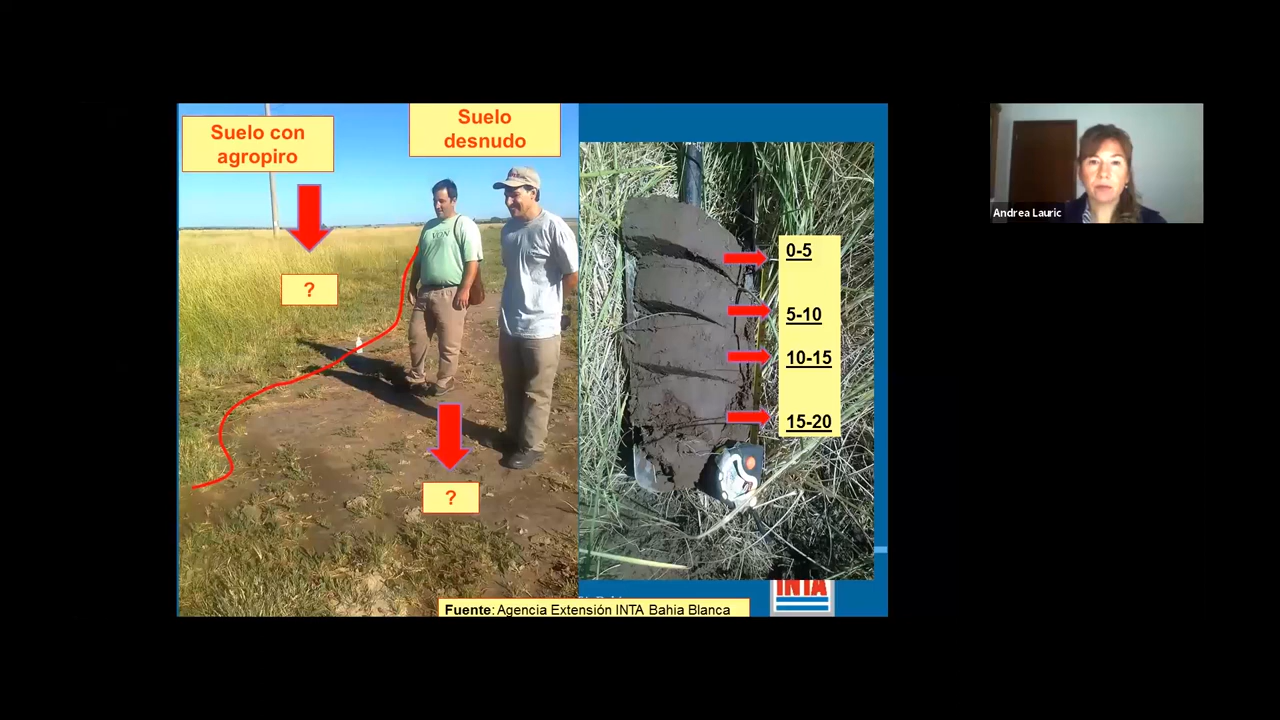 Suelo con
agropiro
?
Suelo
desnudo
?
0-5
5-10
10-15
15-20
Fuente: Agencia Extensión INTA Bahia Blanca
INTA
Andrea Lauric